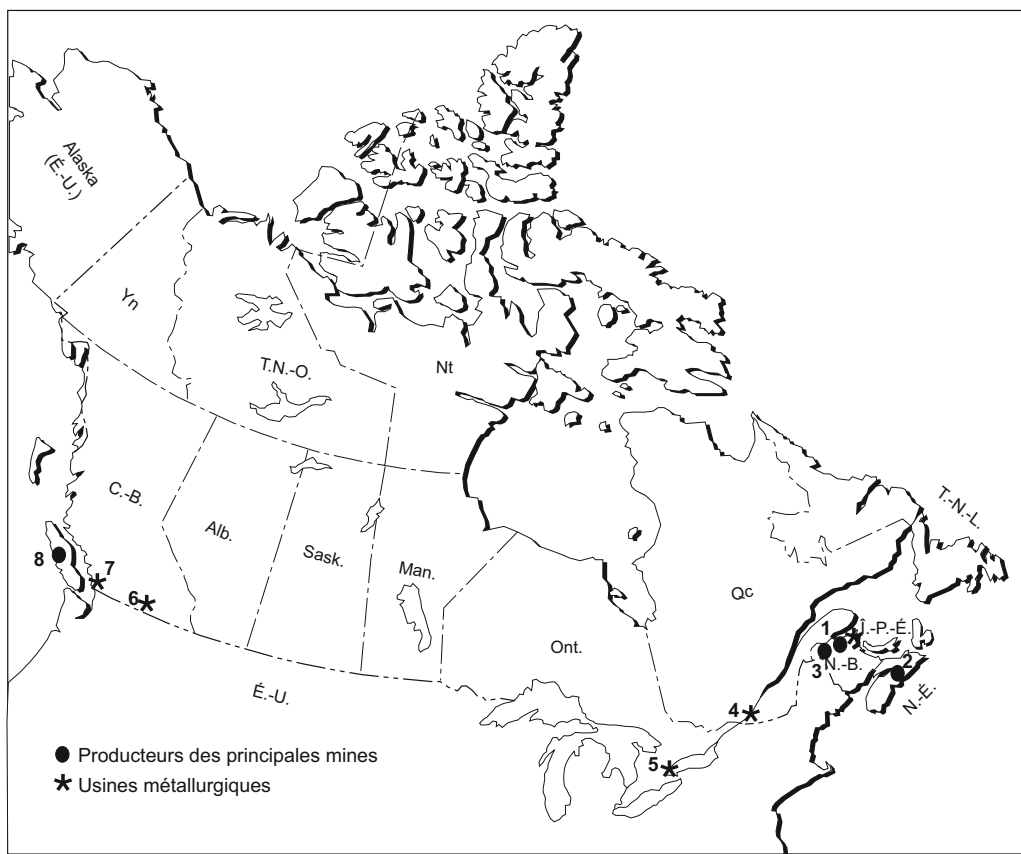 Alaska
(É.-U.)
Yn
T.N.-O.
Nt
C.-B.
Alb.
Sask.
Man.
Ont.
Qc
T.-N.-L.
8
7
6
1
Î.-P.-É.
3
N.-B.
2
N.-É.
É.-U.
4
5
Producteurs des principales mines
Usines métallurgiques